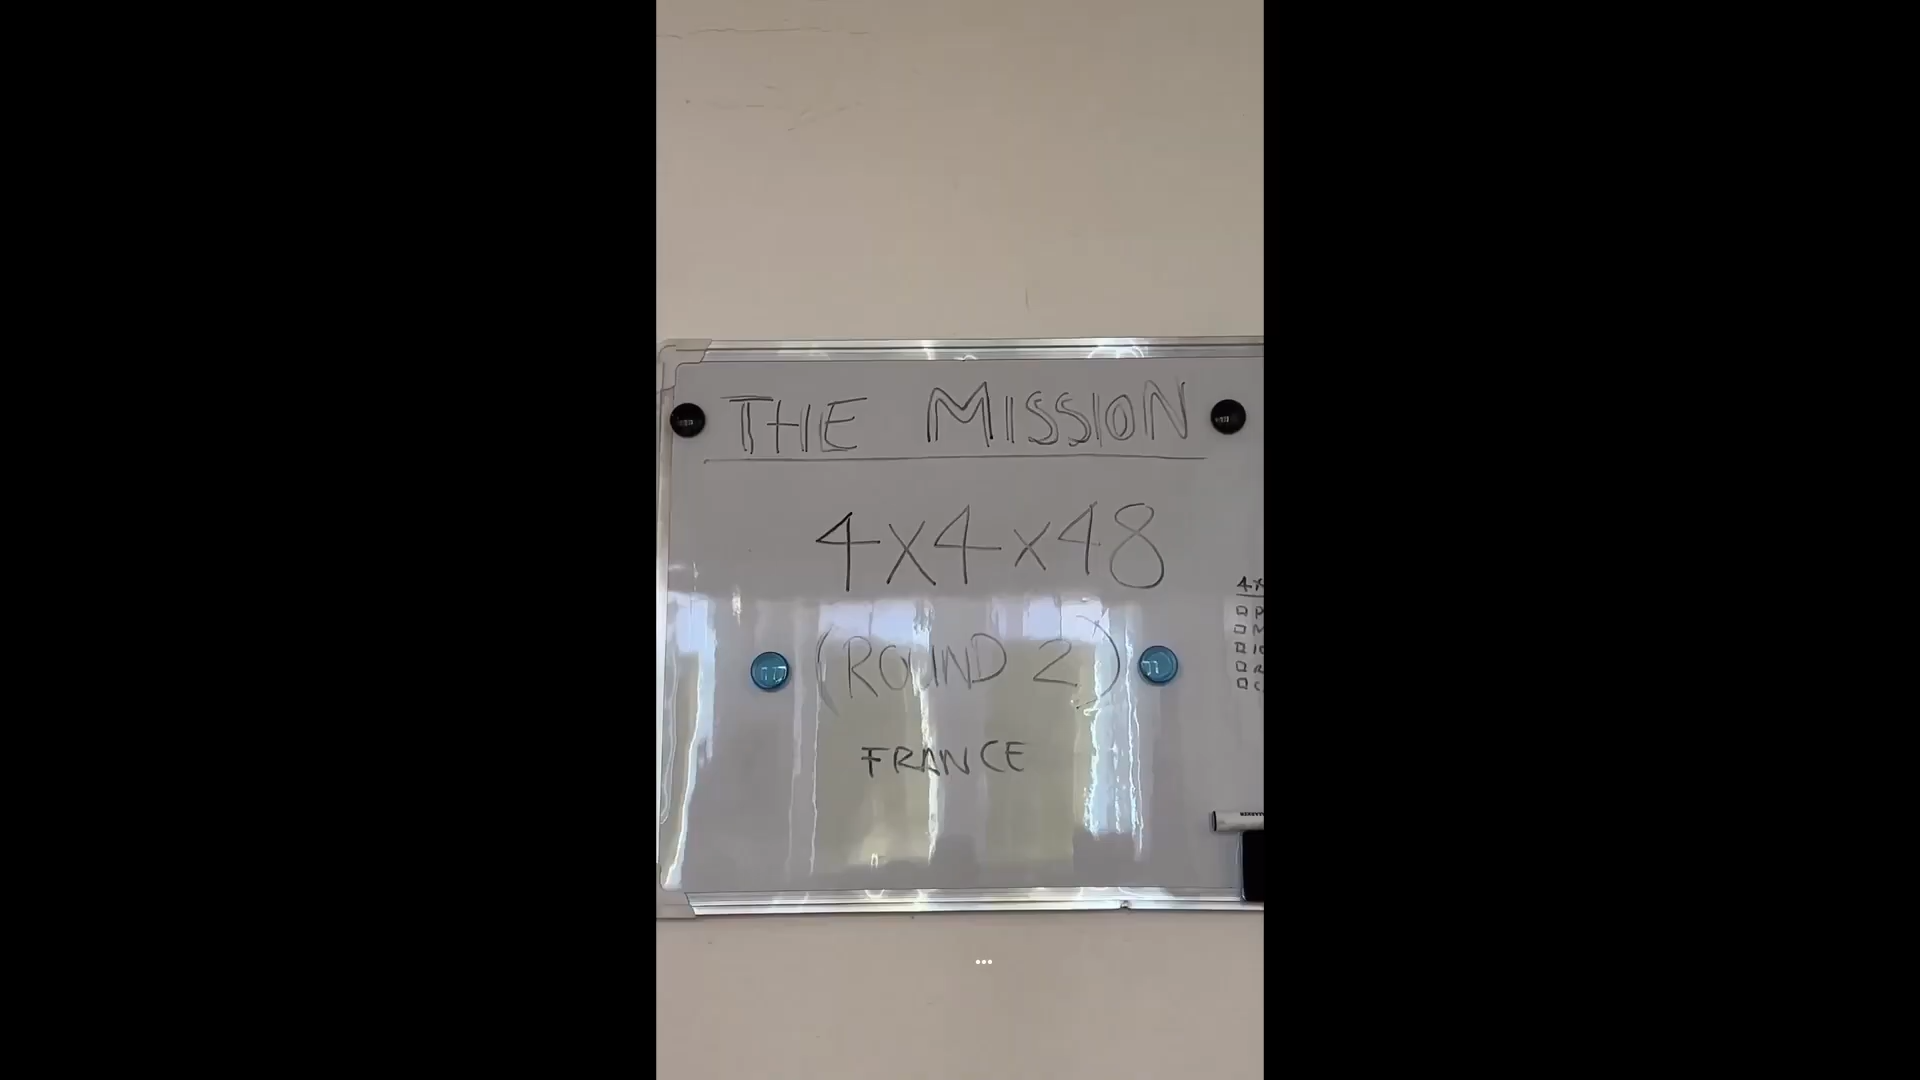 THE MISSION
4x4x48
(ROUND 2)
FRANCE